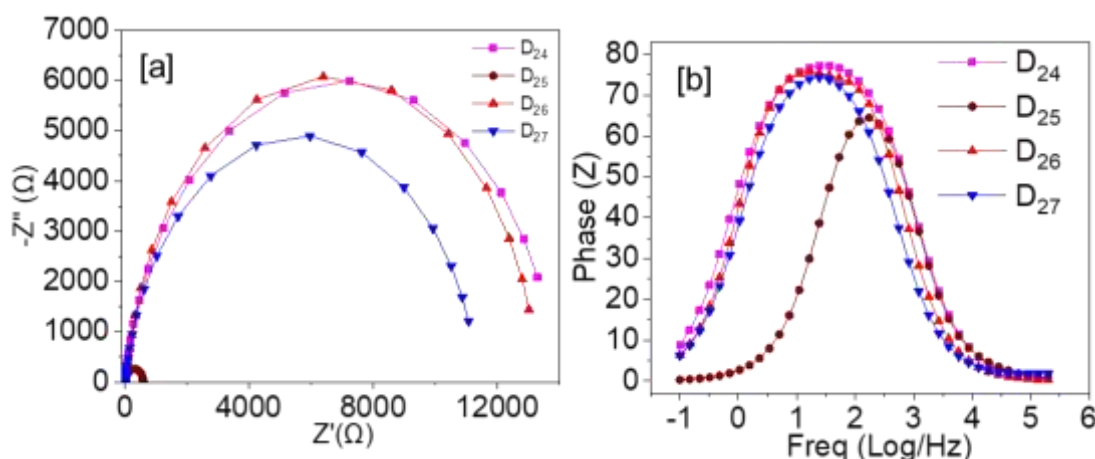 [a]
7000
6000
5000
4000
3000
2000
1000
0
-Z'' (Ω)
0 4000 8000 12000
Z'(Ω)
D24
D25
D26
D27
[b]
80
70
60
50
40
30
20
10
0
Phase (Z)
-1 0 1 2 3 4 5 6
Freq (Log/Hz)
D24
D25
D26
D27